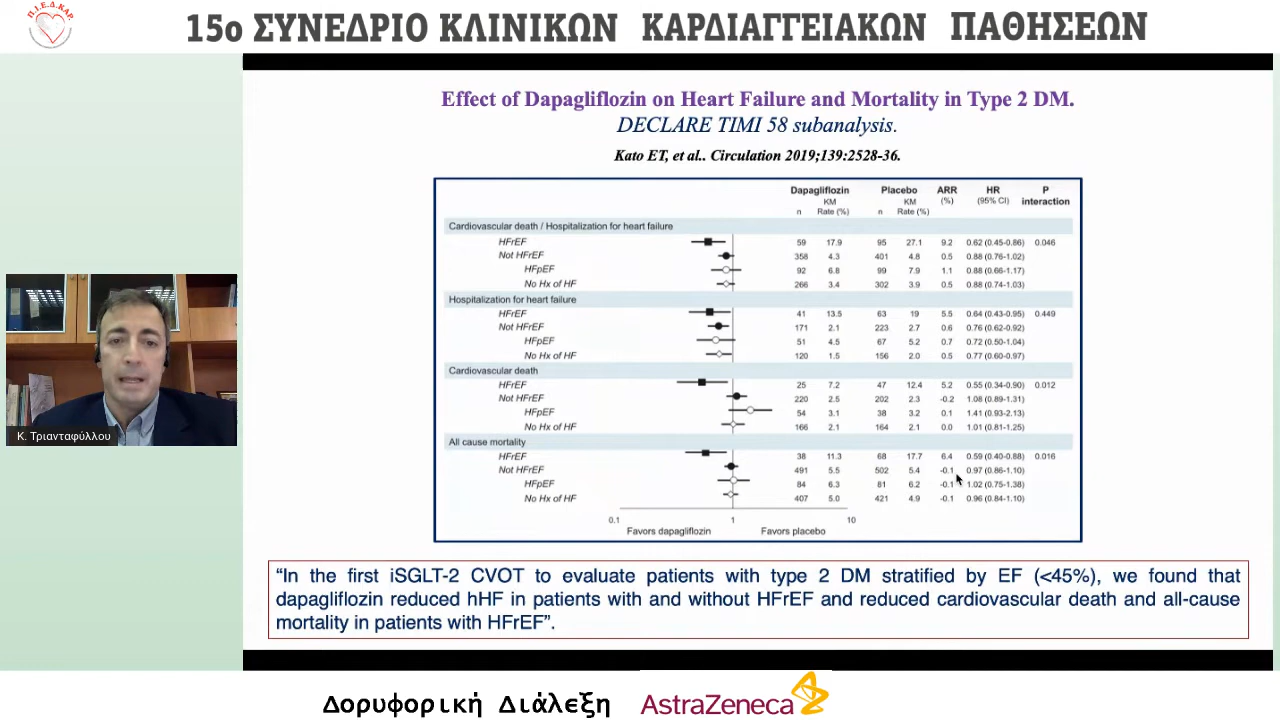 Π.Ι.Ε.Δ.ΚΑΡ.
15ο ΣΥΝΕΔΡΙΟ ΚΛΙΝΙΚΩΝ ΚΑΡΔΙΑΓΓΕΙΑΚΩΝ ΠΑΘΗΣΕΩΝ
Effect of Dapagliflozin on Heart Failure and Mortality in Type 2 DM.
DECLARE TIMI 58 subanalysis.
Kato ET, et al.. Circulation 2019;139:2528-36.
Dapagliflozin Placebo ARR HR P
KM KM (%) (95% CI) interaction
n Rate (%) n Rate (%)
Cardiovascular death / Hospitalization for heart failure
HFrEF 59 17.9 95 27.1 9.2 0.62 (0.45-0.86) 0.046
Not HFrEF 358 4.3 401 4.8 0.5 0.88 (0.76-1.02)
HFpEF 92 6.8 99 7.9 1.1 0.88 (0.66-1.17)
No Hx of HF 266 3.4 302 3.9 0.5 0.88 (0.74-1.03)
Hospitalization for heart failure
HFrEF 41 13.5 63 19 5.5 0.64 (0.43-0.95) 0.449
Not HFrEF 171 2.1 223 2.7 0.6 0.76 (0.62-0.92)
HFpEF 51 4.5 67 5.2 0.7 0.72 (0.50-1.04)
No Hx of HF 120 1.5 156 2.0 0.5 0.77 (0.60-0.97)
Cardiovascular death
HFrEF 25 7.2 47 12.4 5.2 0.55 (0.34-0.90) 0.012
Not HFrEF 220 2.5 202 2.3 -0.2 1.08 (0.89-1.31)
HFpEF 54 3.1 38 3.2 0.1 1.41 (0.93-2.13)
No Hx of HF 166 2.1 164 2.1 0.0 1.01 (0.81-1.25)
All cause mortality
HFrEF 38 11.3 68 17.7 6.4 0.59 (0.40-0.88) 0.016
Not HFrEF 491 5.5 502 5.4 -0.1 0.97 (0.86-1.10)
HFpEF 84 6.3 81 6.2 -0.1 1.02 (0.75-1.38)
No Hx of HF 407 5.0 421 4.9 -0.1 0.96 (0.84-1.10)
0.1 1 10
Favors dapagliflozin Favors placebo
Κ. Τριανταφύλλου
“In the first iSGLT-2 CVOT to evaluate patients with type 2 DM stratified by EF (<45%), we found that
dapagliflozin reduced hHF in patients with and without HFrEF and reduced cardiovascular death and all-cause
mortality in patients with HFrEF”.
Δορυφορική Διάλεξη AstraZeneca